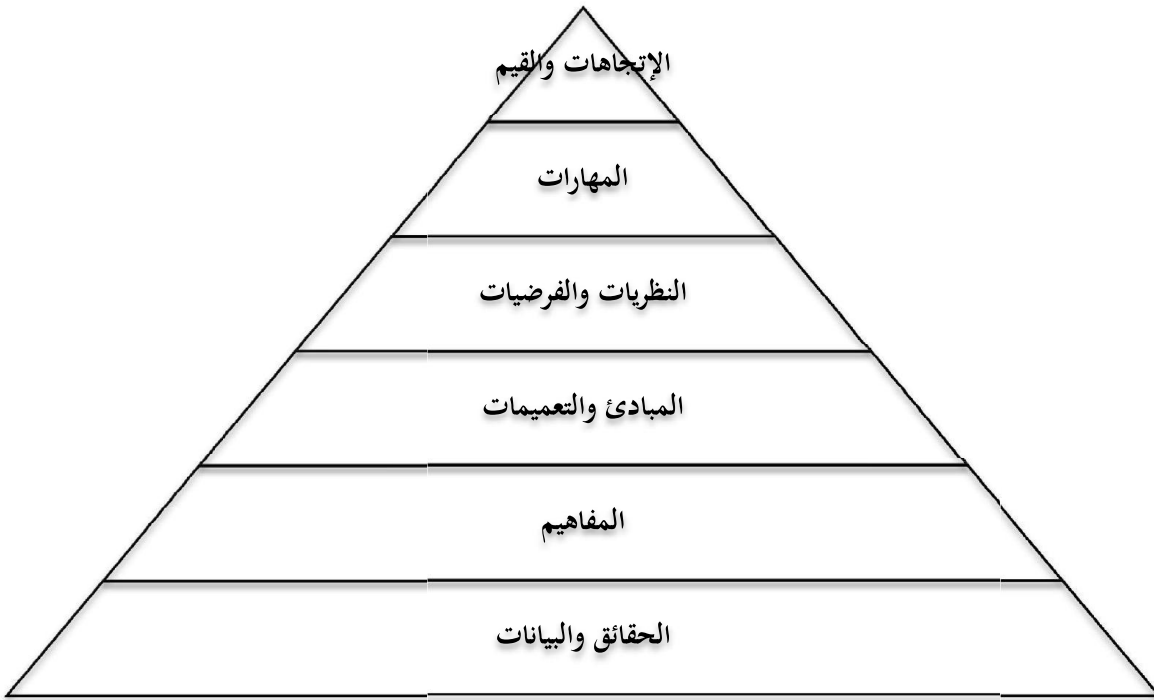 الإتجاهات والقيم
المهارات
النظريات والفرضيات
المبادئ والتعميمات
المفاهيم
الحقائق والبيانات